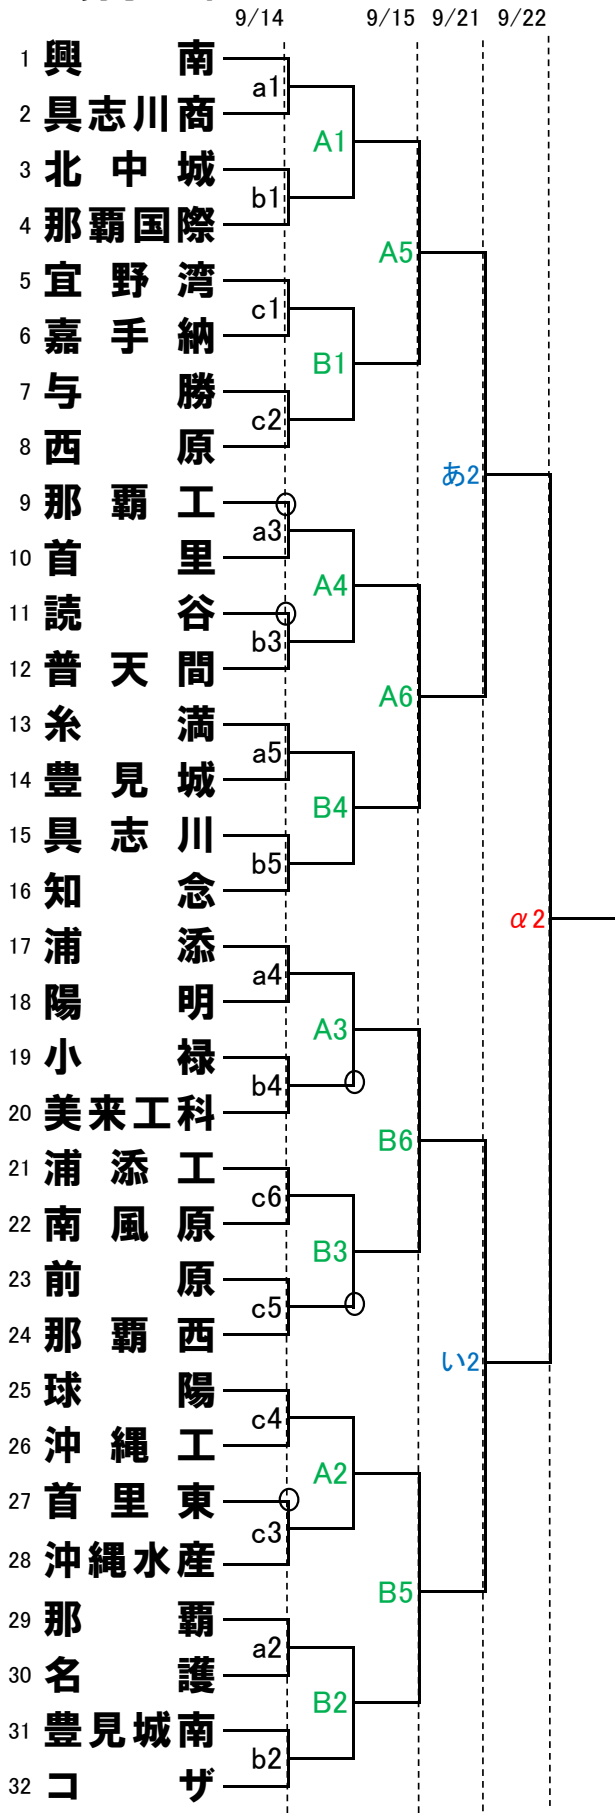 9/14 9/15 9/21 9/22
1 興南
a1
2 具志川商
A1
3 北中城
b1
4 那覇国際
A5
5 宜野湾
c1
6 嘉手納
B1
7 与勝
c2
8 西原
あ2
9 那覇工
a3
10 首里
A4
11 読谷
b3
12 普天間
A6
13 糸満
a5
14 豊見城
B4
15 具志川
b5
16 知念
α2
17 浦添
a4
18 陽明
A3
19 小禄
b4
20 美来工科
B6
21 浦添工
c6
22 南風原
B3
23 前原
c5
24 那覇西
い2
25 球陽
c4
26 沖縄工
A2
27 首里東
c3
28 沖縄水産
B5
29 那覇
a2
30 名護
B2
31 豊見城南
b2
32 コザ